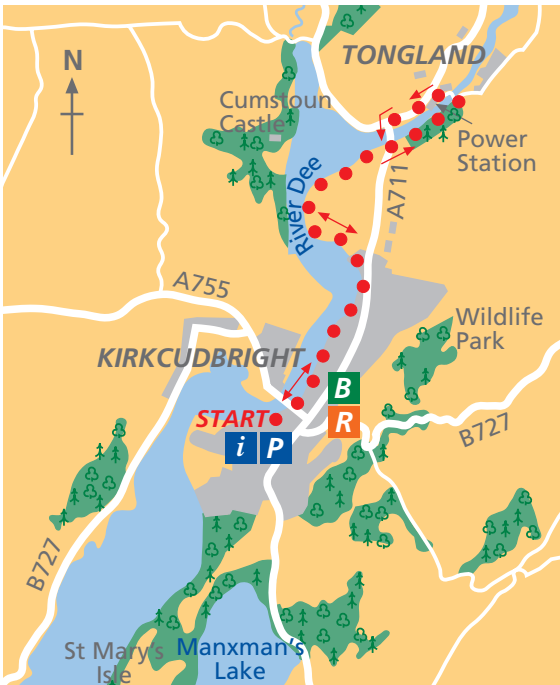 TONGLAND
N
Cumstoun
Castle
Power
Station
River Dee
A711
A755
Wildlife
Park
KIRKCUDBRIGHT
B
START
R
i P
B727
B727
St Mary's
Isle
Manxman's
Lake